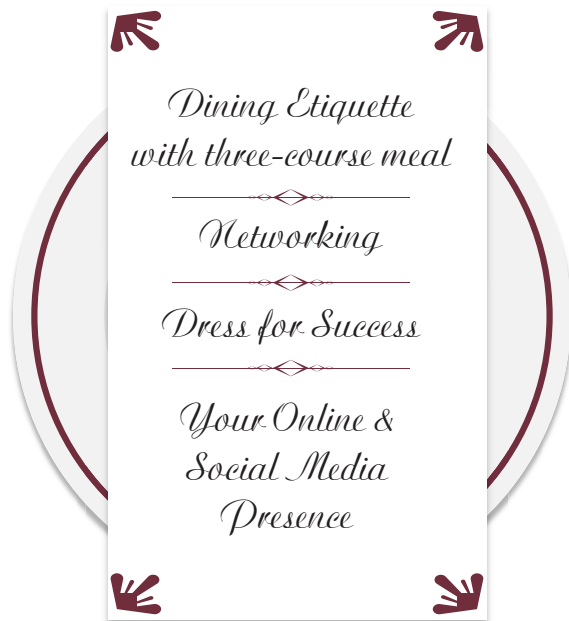 Dining Etiquette
with three-course meal
Networking
Dress for Success
Your Online &
Social Media
Presence